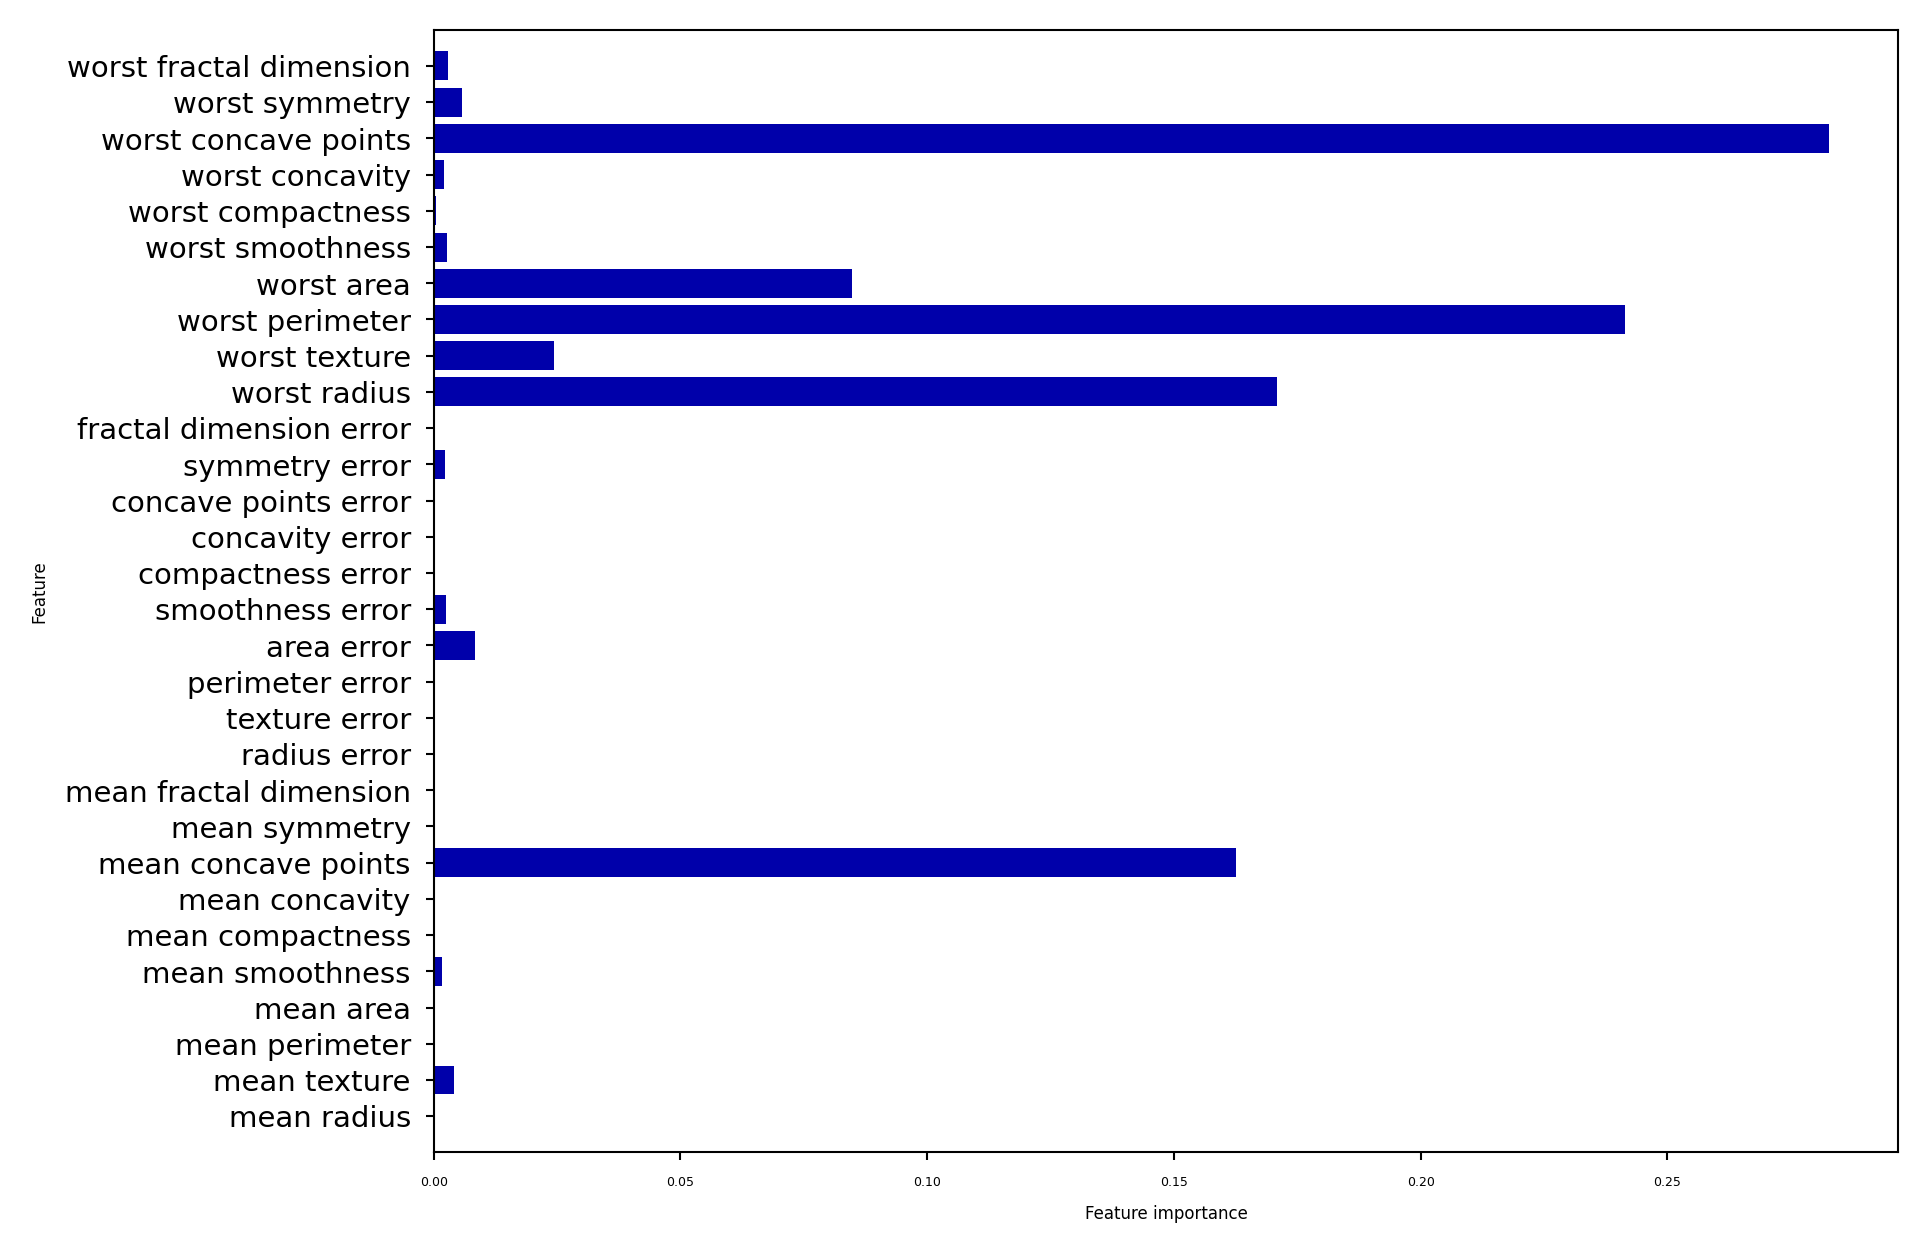 worst fractal dimension
worst symmetry
worst concave points
worst concavity
worst compactness
worst smoothness
worst area
worst perimeter
worst texture
worst radius
fractal dimension error
symmetry error
concave points error
concavity error
compactness error
smoothness error
area error
perimeter error
texture error
radius error
mean fractal dimension
mean symmetry
mean concave points
mean concavity
mean compactness
mean smoothness
mean area
mean perimeter
mean texture
mean radius
Feature
0.00 0.05 0.10 0.15 0.20 0.25
Feature importance